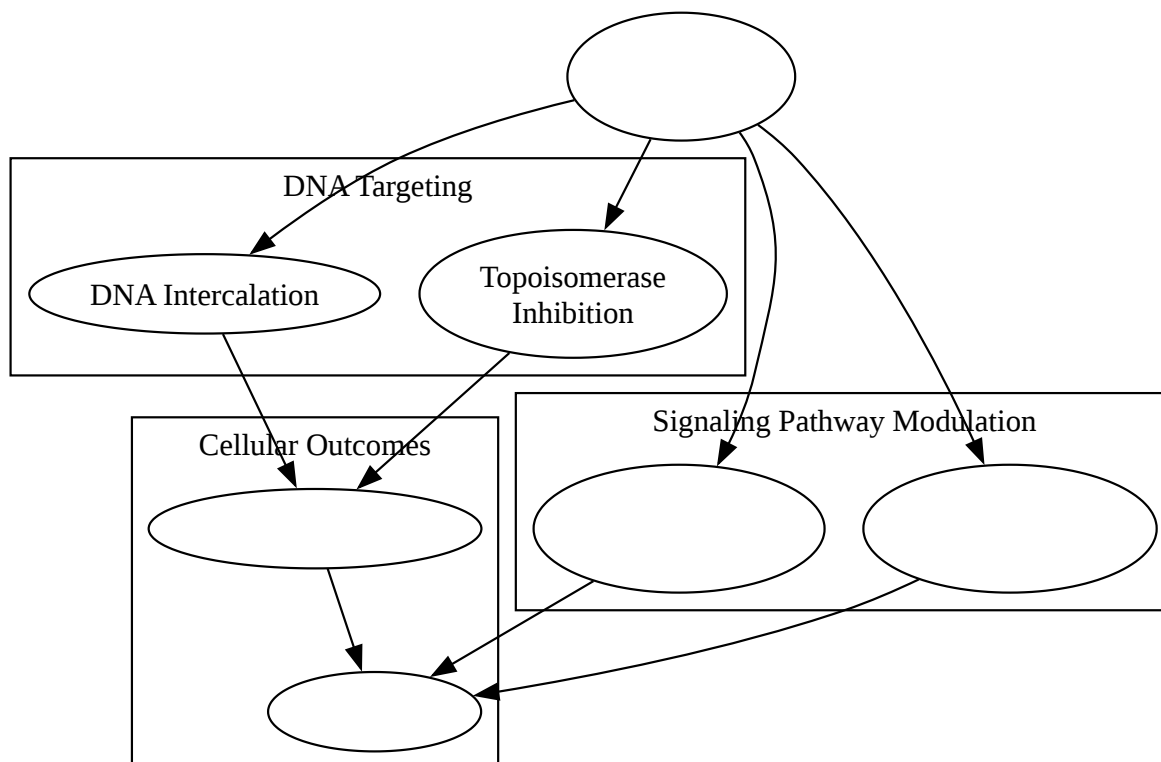 DNA Targeting
DNA Intercalation
Topoisomerase
Inhibition
Signaling Pathway Modulation
Cellular Outcomes